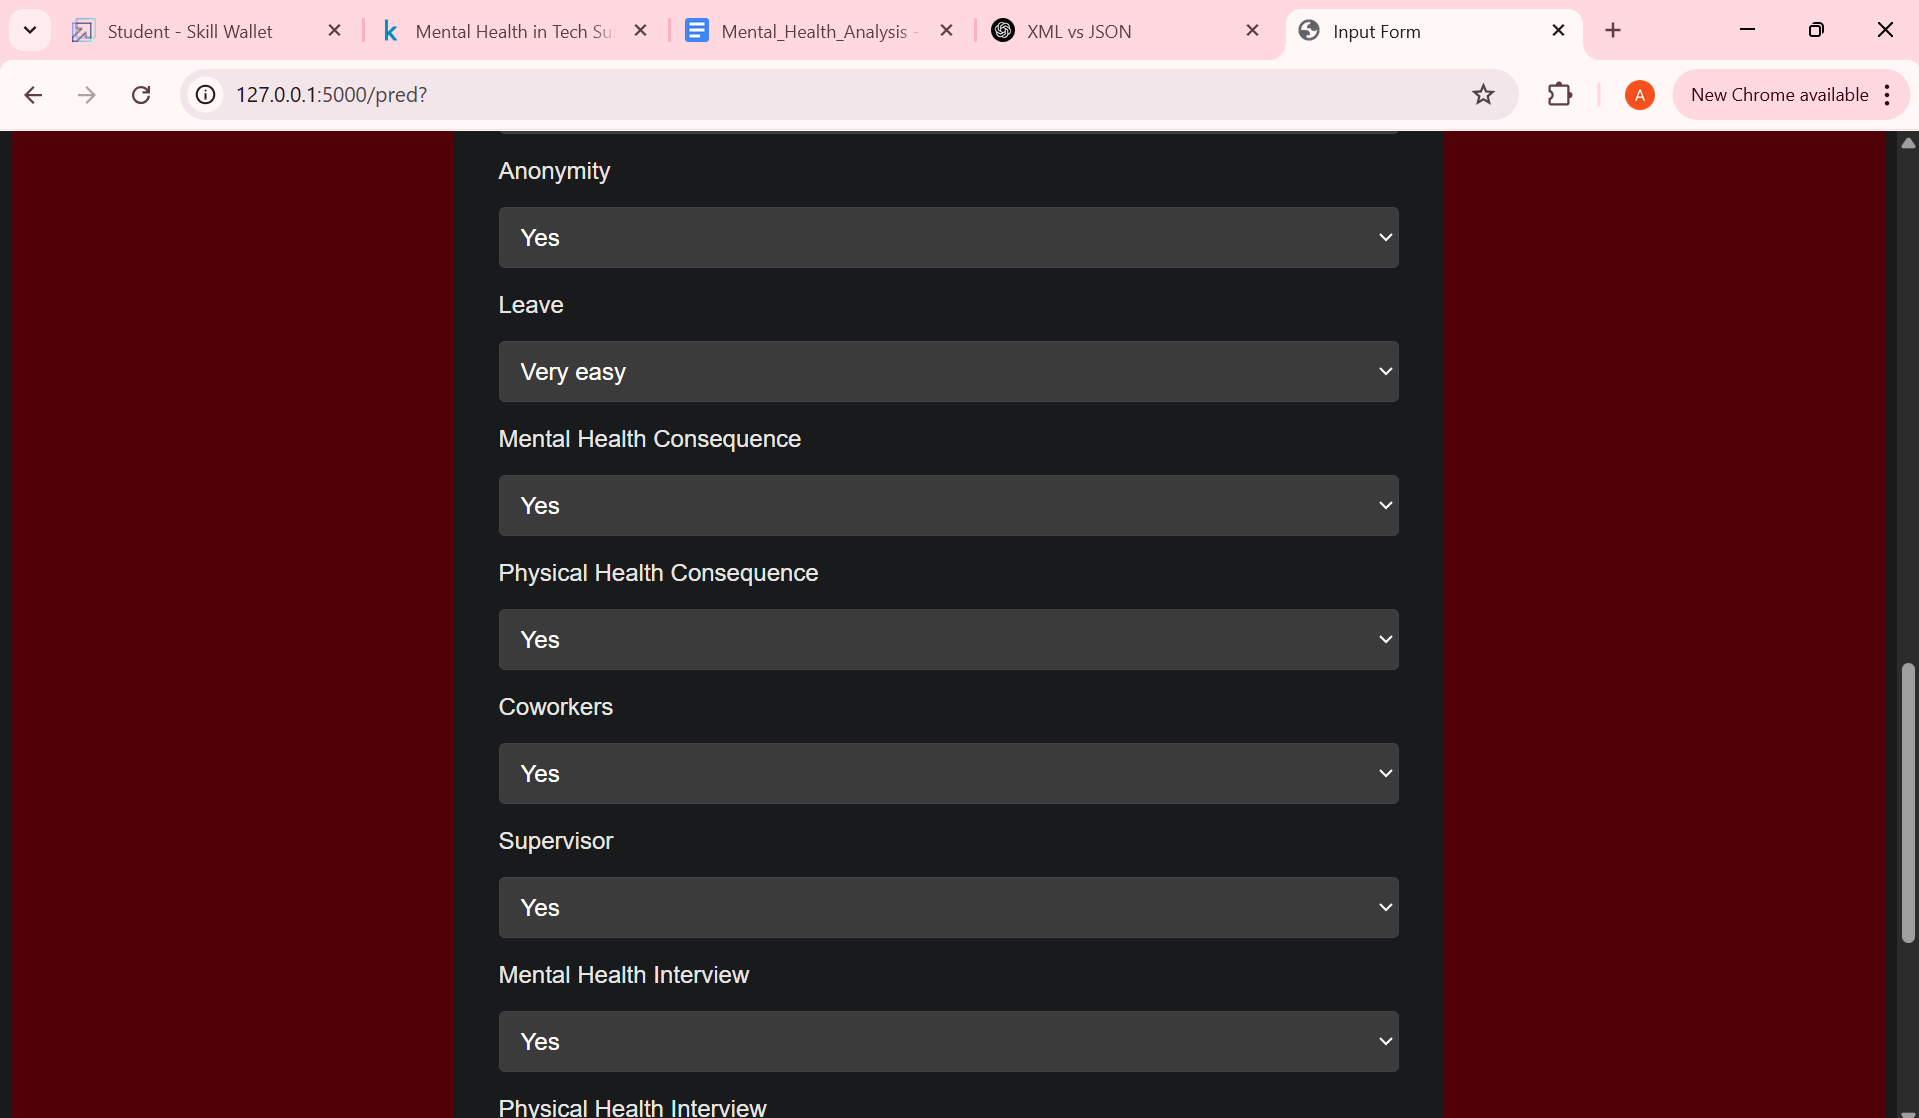 Student - Skill Wallet
Mental Health in Tech Su
Mental_Health_Analysis -
XML vs JSON
Input Form
127.0.0.1:5000/pred?
A
New Chrome available
Anonymity
Yes
Leave
Very easy
Mental Health Consequence
Yes
Physical Health Consequence
Yes
Coworkers
Yes
Supervisor
Yes
Mental Health Interview
Yes
Physical Health Interview